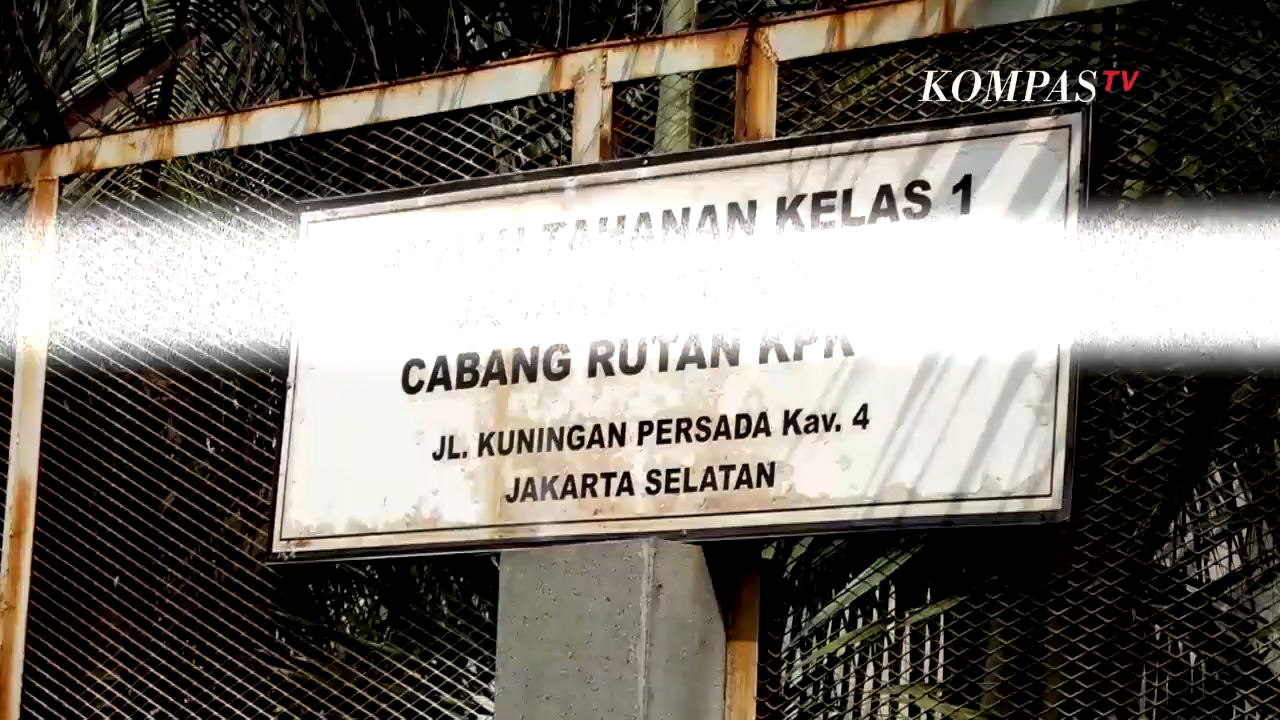 KOMPASTV
TAHANAN KELAS 1
CABANG RUTAN KPK
JL. KUNINGAN PERSADA Kav. 4
JAKARTA SELATAN